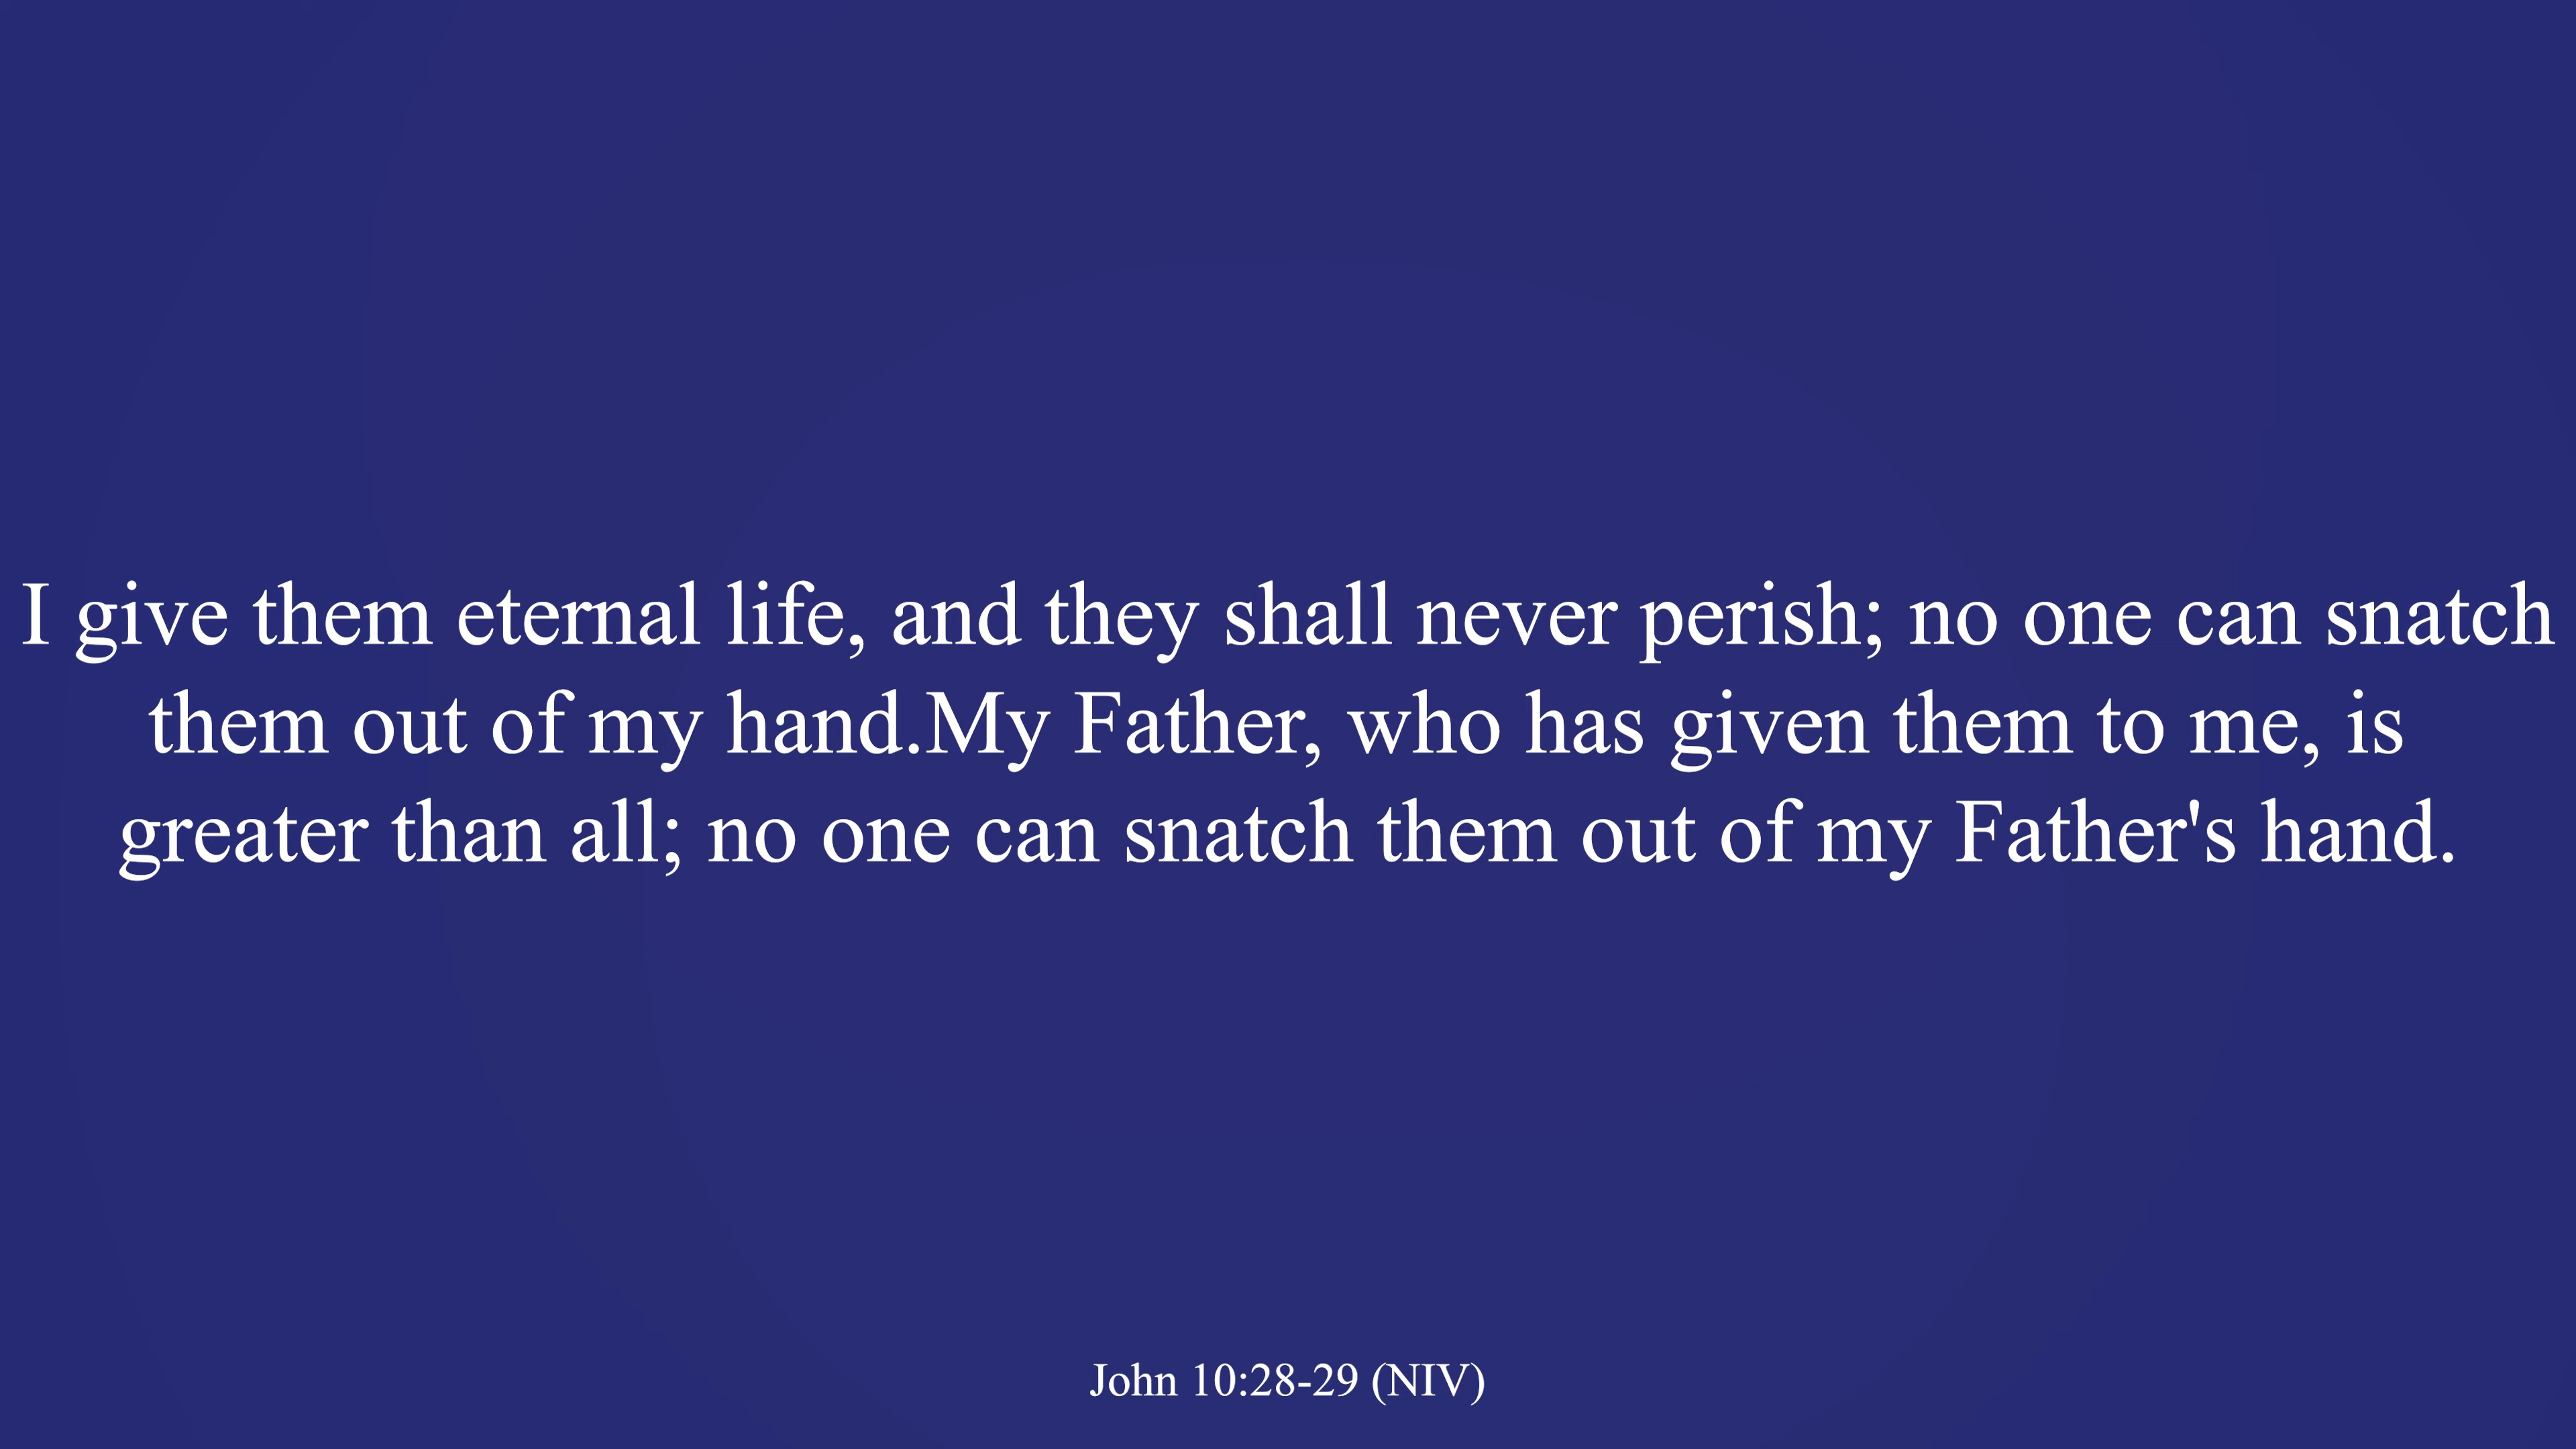 I give them eternal life, and they shall never perish; no one can snatch
them out of my hand.My Father, who has given them to me, is
greater than all; no one can snatch them out of my Father's hand.
John 10:28-29 (NIV)